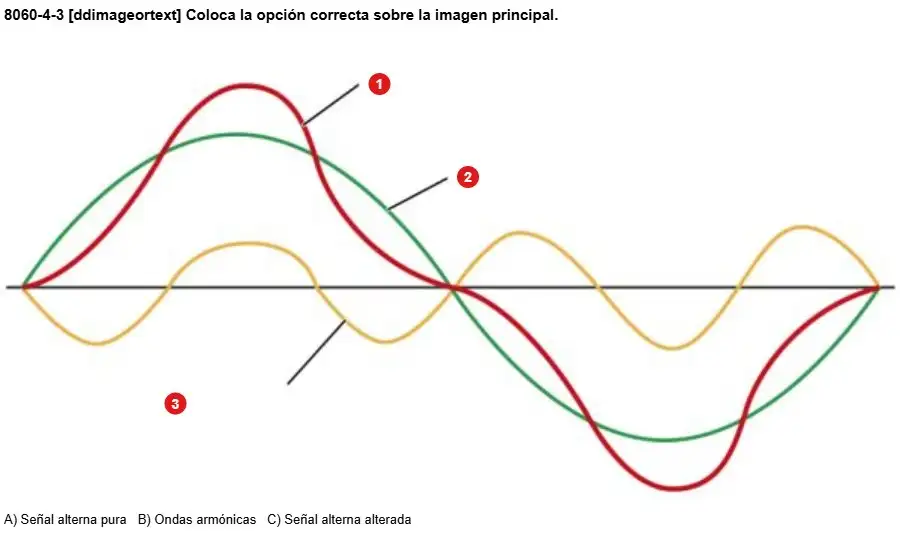 8060-4-3 [ddimageortext] Coloca la opción correcta sobre la imagen principal.
1
2
3
A) Señal alterna pura B) Ondas armónicas C) Señal alterna alterada